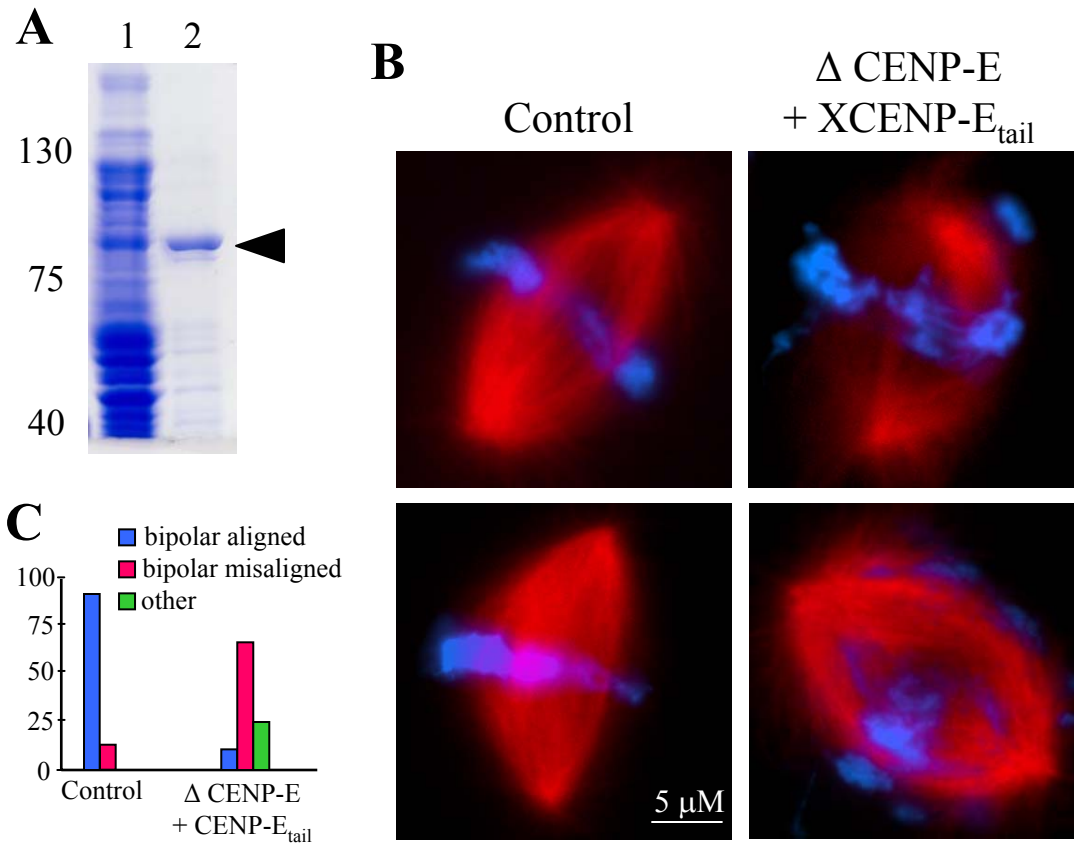 A
1 2
130
75
40
B
Control
Δ CENP-E
+ XCENP-Etail
5 μM
C
bipolar aligned
bipolar misaligned
other
100
75
50
25
0
Control
Δ CENP-E
+ CENP-Etail